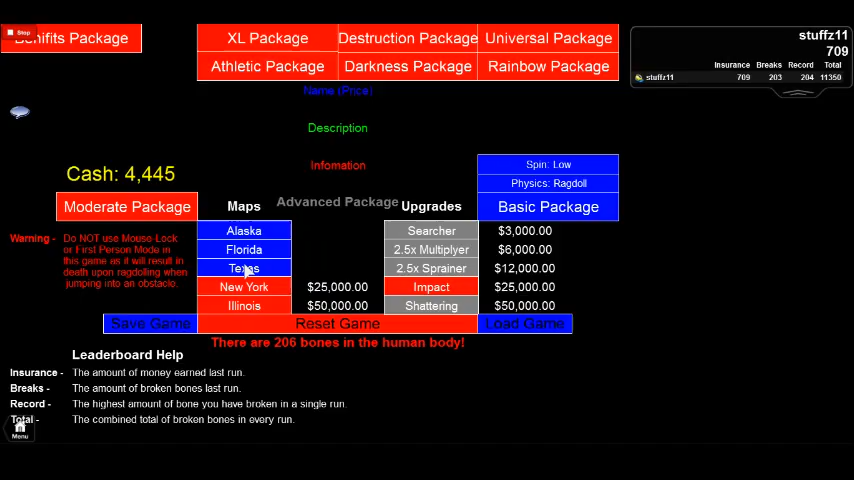 Stop
Benifits Package
XL Package
Destruction Package
Universal Package
Athletic Package
Darkness Package
Rainbow Package
stuffz11
709
Insurance Breaks Record Total
stuffz11 709 203 204 11350
Name (Price)
Description
Infomation
Cash: 4,445
Spin: Low
Physics: Ragdoll
Moderate Package
Maps
Advanced Package
Upgrades
Basic Package
Warning - Do NOT use Mouse Lock
or First Person Mode in
this game as it will result in
death upon ragdolling when
jumping into an obstacle.
Alaska
Searcher
$3,000.00
Florida
2.5x Multiplyer
$6,000.00
Texas
2.5x Sprainer
$12,000.00
New York
$25,000.00
Impact
$25,000.00
Illinois
$50,000.00
Shattering
$50,000.00
Save Game
Reset Game
Load Game
There are 206 bones in the human body!
Leaderboard Help
Insurance - The amount of money earned last run.
Breaks - The amount of broken bones last run.
Record - The highest amount of bone you have broken in a single run.
Total - The combined total of broken bones in every run.
Menu